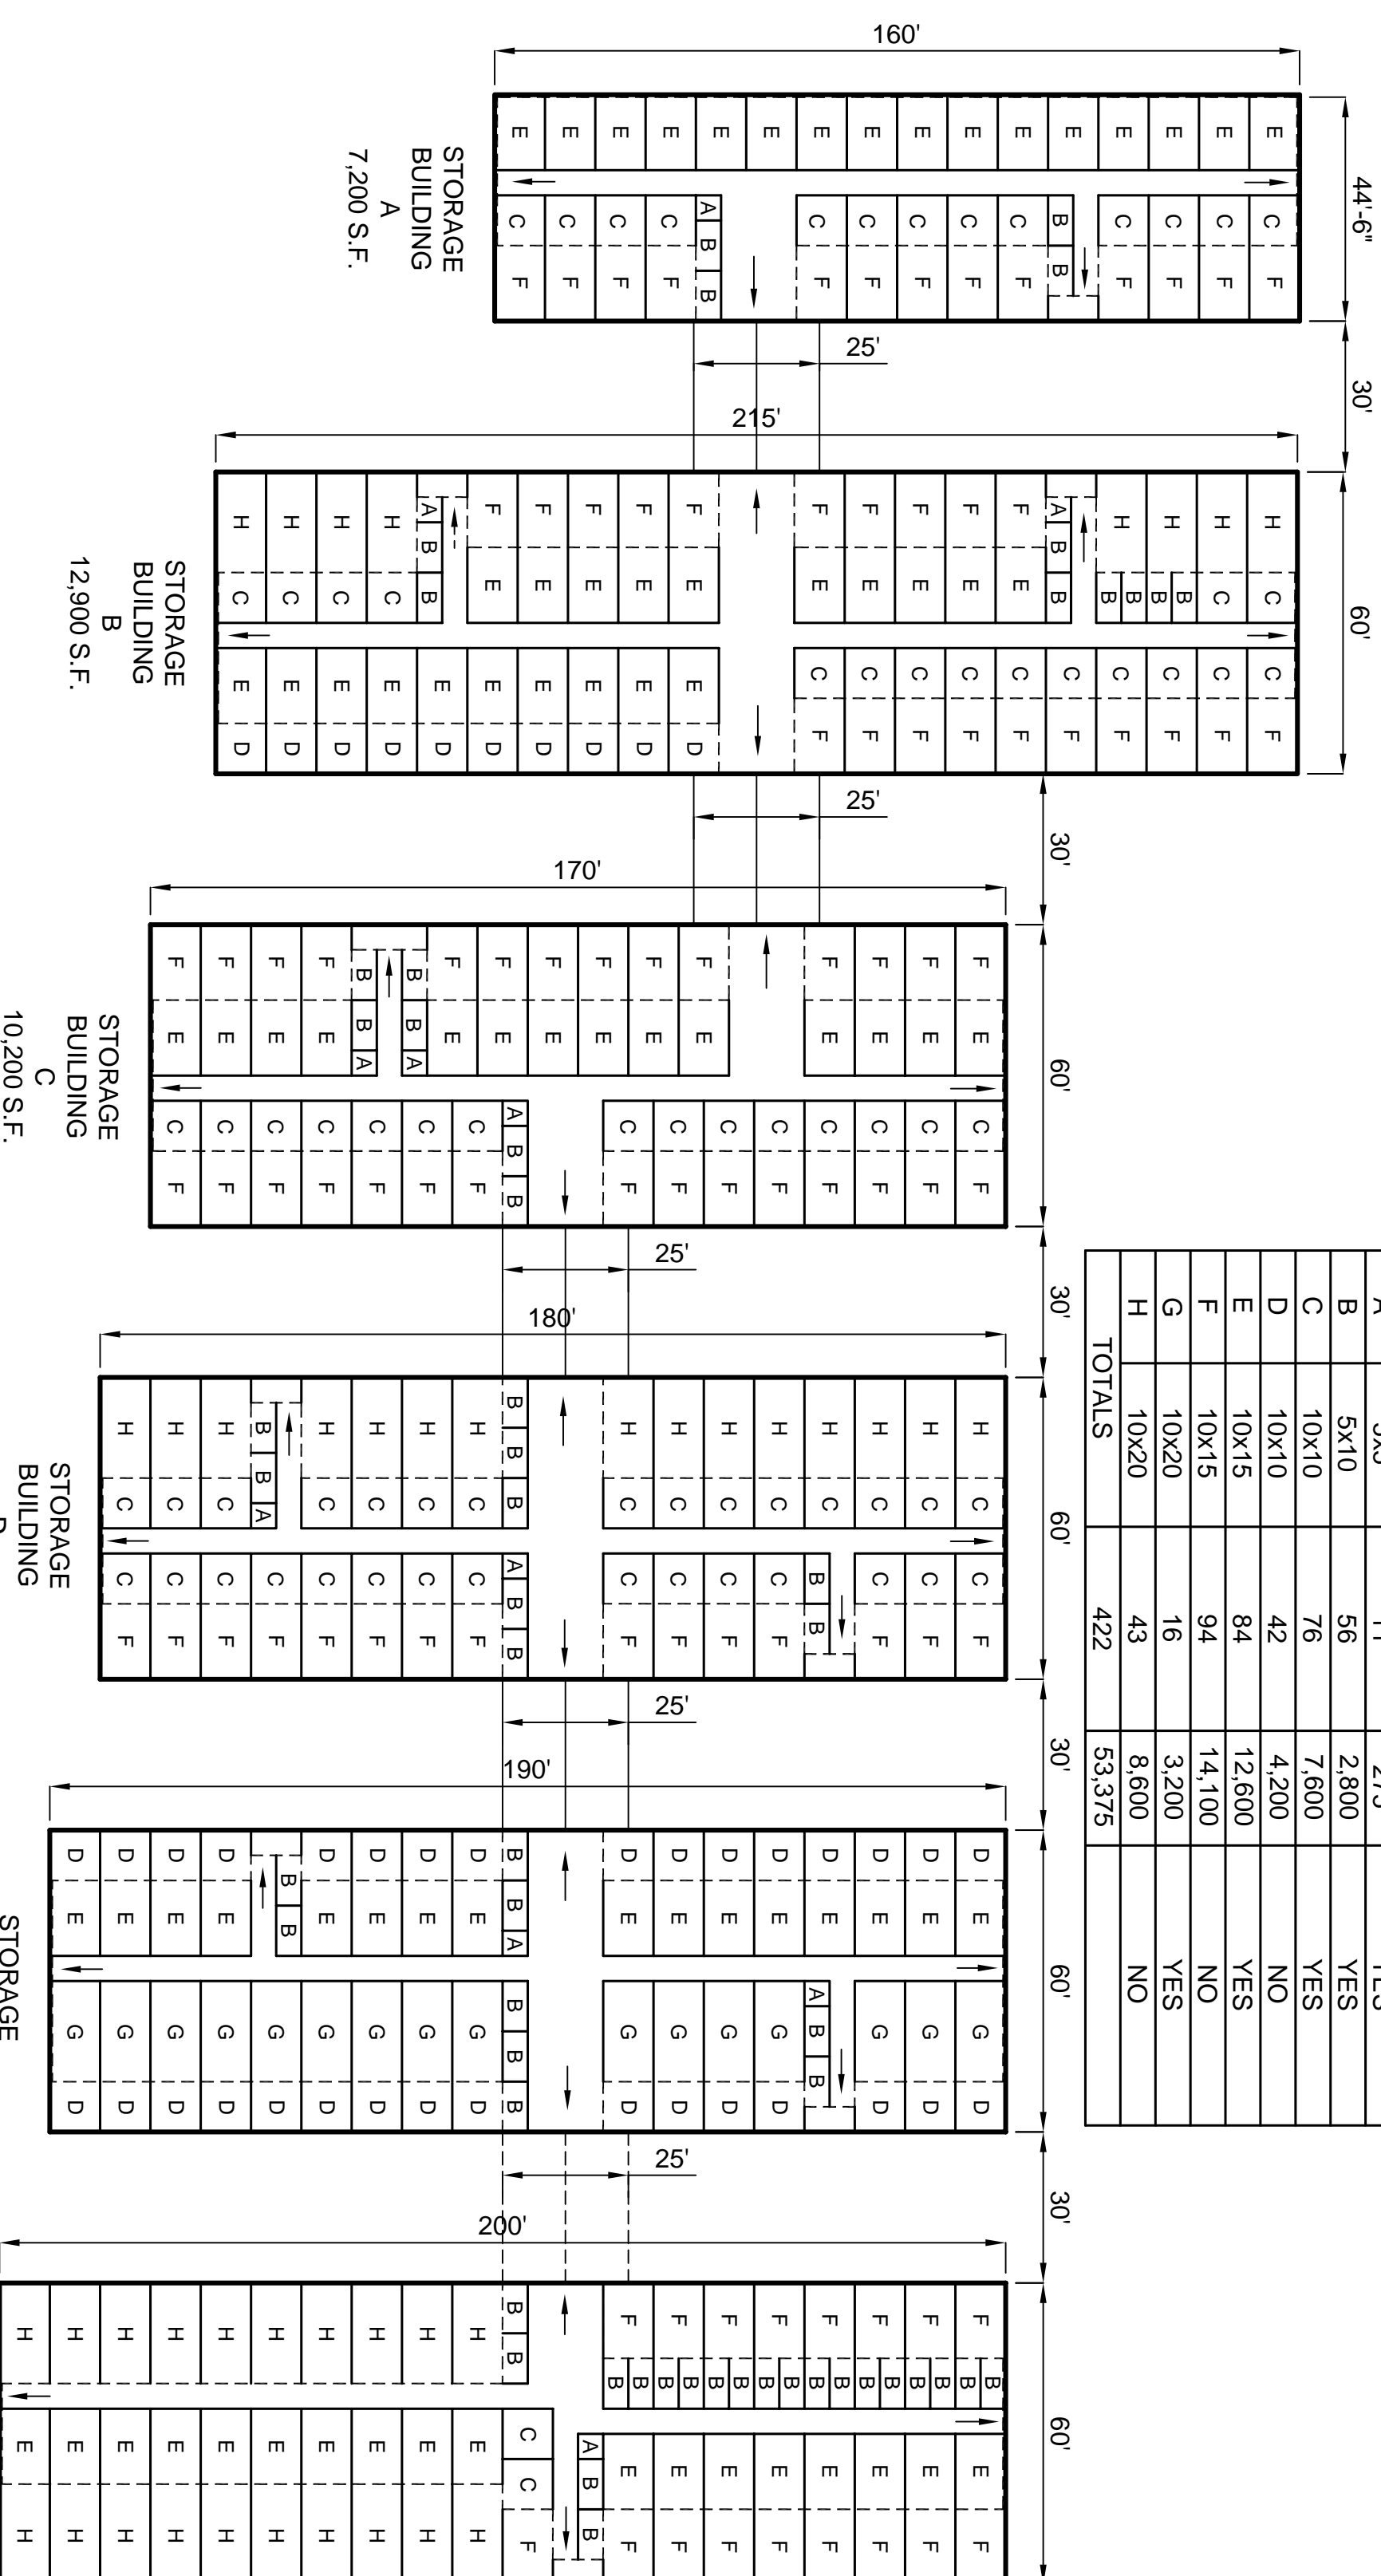 160'
44'-6"
E E E E E E E E E E E E E E E E
C C C C A C C C C C B C C C C
B
F F F F B F F F F F B F F F F
STORAGE
BUILDING
A
7,200 S.F.
25'
30'
215'
60'
H H H H A F F F F F F F F F F A H H H H
B B
C C C C B E E E E E E E E E E B B B B B C C
E E E E E E E E E E C C C C C C C C C C
D D D D D D D D D D F F F F F F F F F F
STORAGE
BUILDING
B
12,900 S.F.
25'
30'
170'
60'
F F F F B B F F F F F F F F F F
B B
E E E E A A E E E E E E E E E E
C C C C C C C A C C C C C C C C
B
F F F F F F F B F F F F F F F F
STORAGE
BUILDING
C
10,200 S.F.
25'
30'
180'
60'
H H H B H H H H B H H H H H H H H
B B
C C C A C C C C B C C C C C C C C
C C C C C C C C A C C C C B C C C
B
F F F F F F F F B F F F F B F F F
STORAGE
BUILDING
25'
30'
190'
60'
D D D D B D D D D B D D D D D D D D
B
E E E E B E E E E A E E E E E E E E
G G G G G G G G G B G G G G A G G G
B B
D D D D D D D D D B D D D D B D D D
STORAGE
25'
30'
200'
60'
H H H H H H H H H H B F F F F F F F F
B B B B B B B B B B B B B B B B B
E E E E E E E E E E C A E E E E E E E E
C B
H H H H H H H H H H F B F F F F F F F F
B 5x10 56 2,800 YES
C 10x10 76 7,600 YES
D 10x10 42 4,200 NO
E 10x15 84 12,600 YES
F 10x15 94 14,100 NO
G 10x20 16 3,200 YES
H 10x20 43 8,600 NO
TOTALS 422 53,375